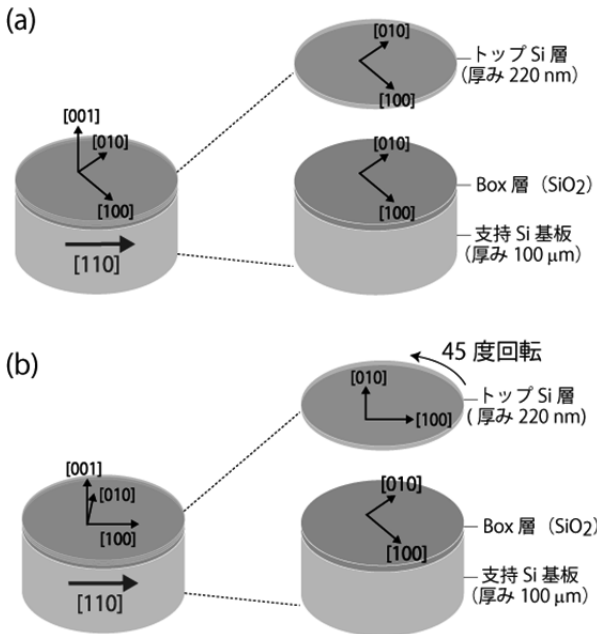 (a)
[001]
[010]
[100]
[110]
[010]
[100]
トップ Si 層
(厚み 220 nm)
[010]
[100]
Box 層（SiO2）
支持 Si 基板
(厚み 100 μm)
(b)
[001]
[010]
[100]
[110]
45 度回転
[010]
[100]
トップ Si 層
( 厚み 220 nm)
[010]
[100]
Box 層（SiO2）
支持 Si 基板
(厚み 100 μm)